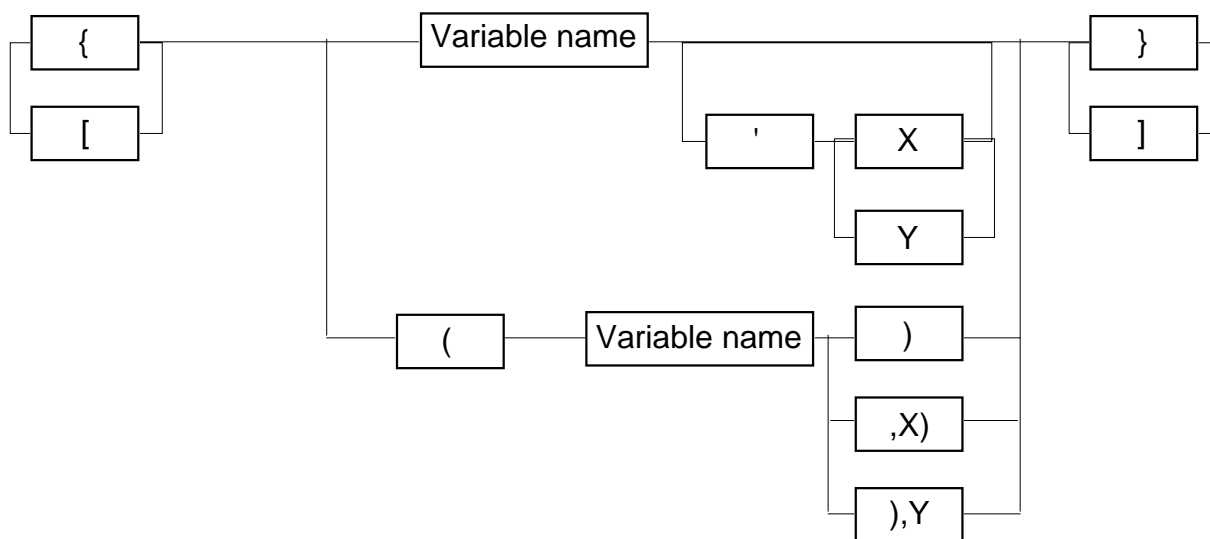 { Variable name }
[ ' X ]
Y
( Variable name )
,X)
),Y